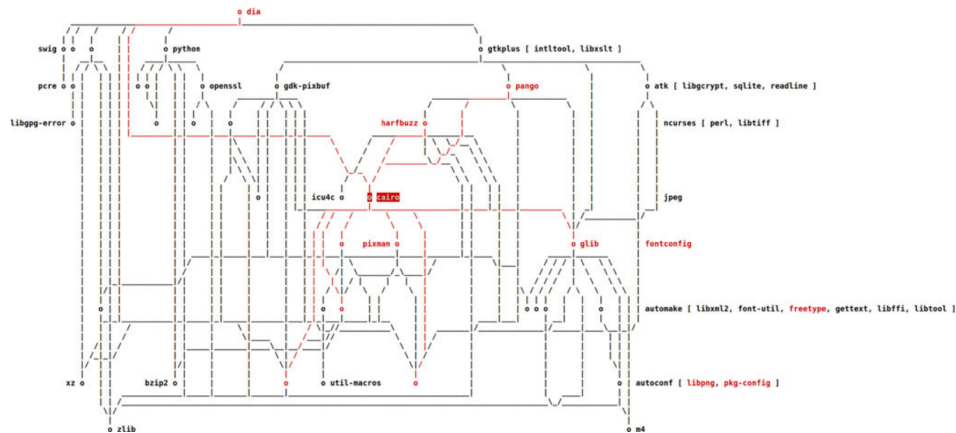 dia
swig python gtkplus [ intltool, libxslt ]
pcre openssl gdk-pixbuf pango atk [ libgcrypt, sqlite, readline ]
libgpg-error harfbuzz ncurses [ perl, libtiff ]
icu4c cairo jpeg
pixman glib fontconfig
automake [ libxml2, font-util, freetype, gettext, libffi, libtool ]
xz bzip2 util-macros autoconf [ libpng, pkg-config ]
zlib m4